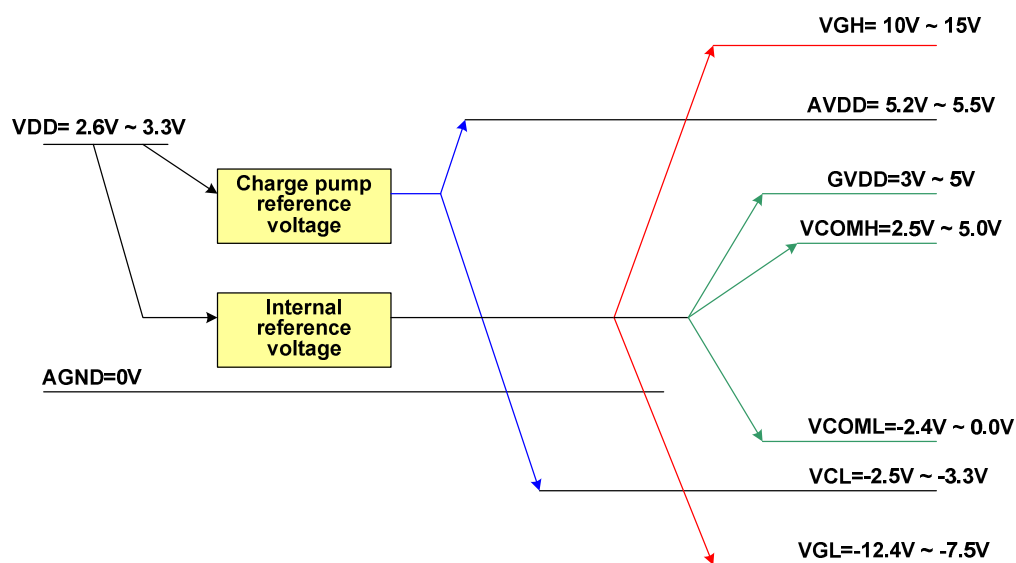 VGH= 10V ~ 15V
AVDD= 5.2V ~ 5.5V
VDD= 2.6V ~ 3.3V
Charge pump
reference
voltage
GVDD=3V ~ 5V
VCOMH=2.5V ~ 5.0V
Internal
reference
voltage
AGND=0V
VCOML=-2.4V ~ 0.0V
VCL=-2.5V ~ -3.3V
VGL=-12.4V ~ -7.5V